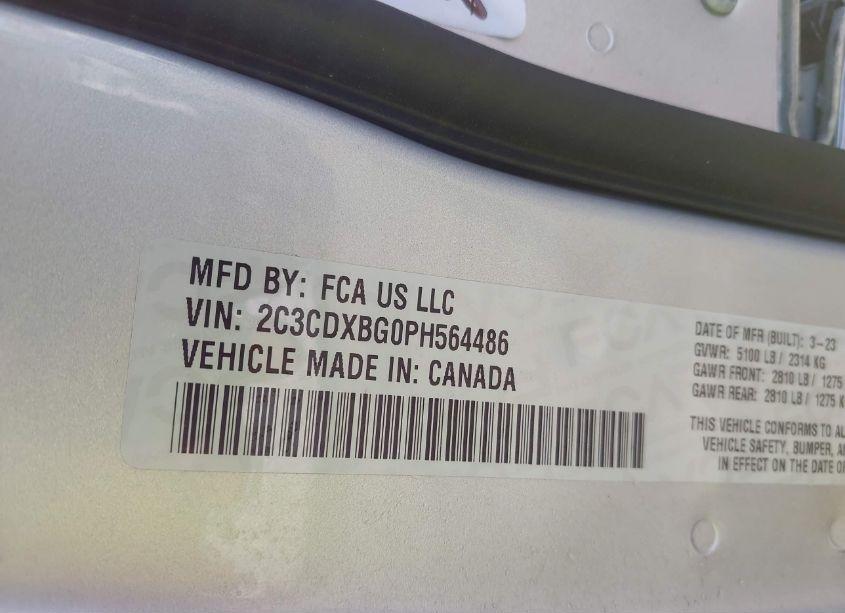 MFD BY: FCA US LLC
VIN: 2C3CDXBG0PH564486
VEHICLE MADE IN: CANADA
DATE OF MFR (BUILT): 3-23
GVWR: 5100 LB / 2314 KG
GAWR FRONT: 2810 LB / 1275
GAWR REAR: 2810 LB / 1275 K
THIS VEHICLE CONFORMS TO AL
VEHICLE SAFETY, BUMPER, A
IN EFFECT ON THE DATE OF